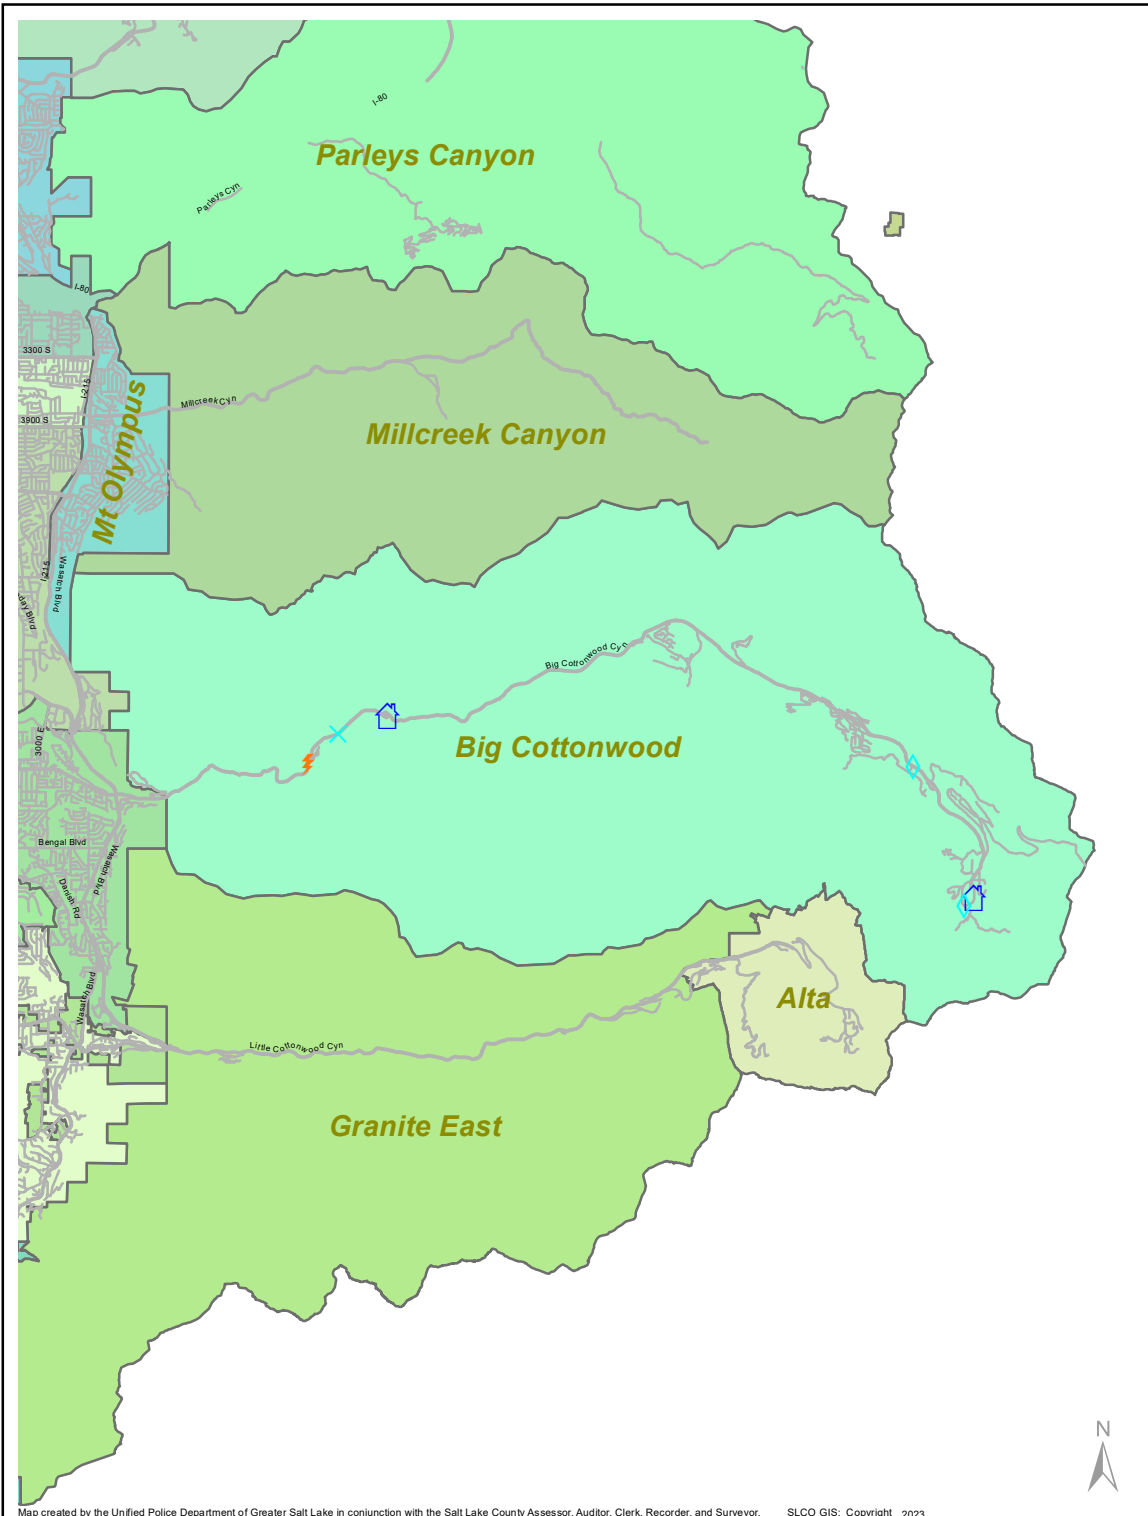 I-80
Parleys Canyon
Parleys Cyn
I-80
3300 S
I-215
Millcreek Cyn
3900 S
Mt Olympus
Millcreek Canyon
I-215
Wasatch Blvd
day Blvd
Big Cottonwood Cyn
3000 E
Big Cottonwood
Bengal Blvd
Wasatch Blvd
Danish Rd
Wasatch Blvd
Alta
Little Cottonwood Cyn
Granite East
N
Map created by the Unified Police Department of Greater Salt Lake in conjunction with the Salt Lake County Assessor, Auditor, Clerk, Recorder, and Surveyor. SLCO GIS: Copyright 2023